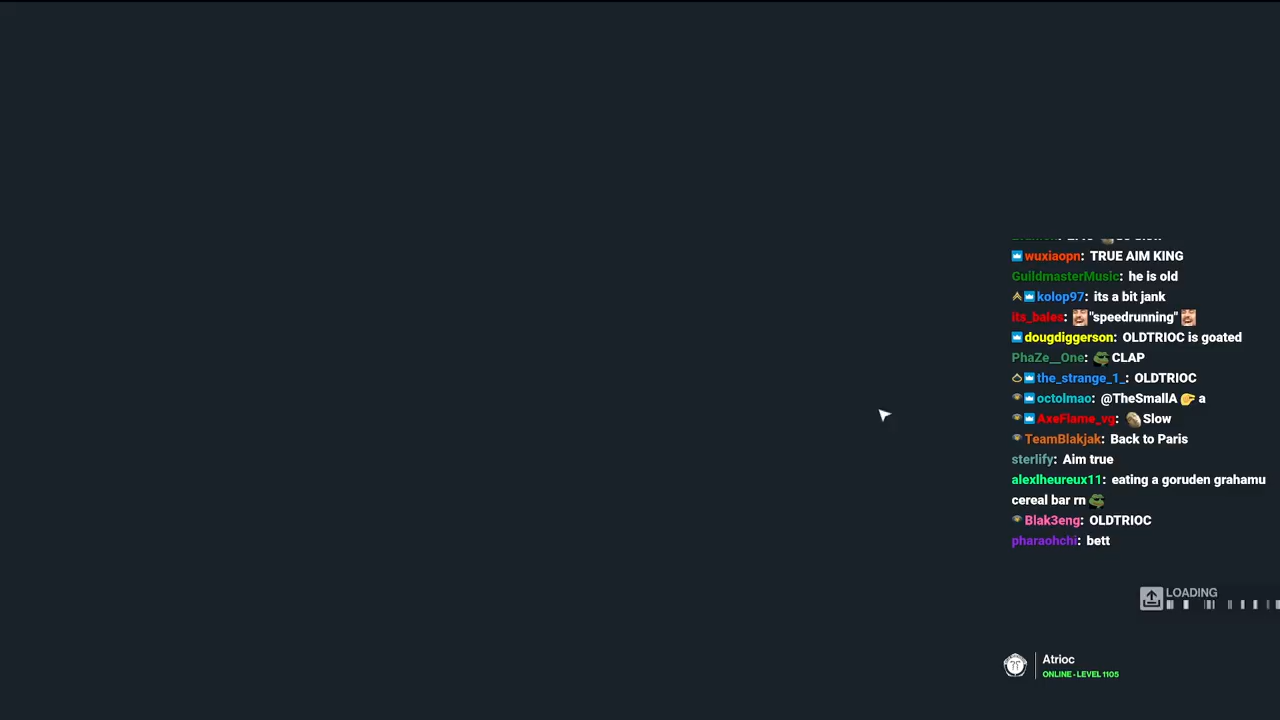 wuxiaopn: TRUE AIM KING
GuildmasterMusic: he is old
kolop97: its a bit jank
its_bales: "speedrunning"
dougdiggerson: OLDTRIOC is goated
PhaZe__One: CLAP
the_strange_1_: OLDTRIOC
octolmao: @TheSmallA 👉 a
AxeFlame_vg: Slow
TeamBlakjak: Back to Paris
sterlify: Aim true
alexlheureux11: eating a goruden grahamu
cereal bar rn
Blak3eng: OLDTRIOC
pharaohchi: bett
LOADING
Atrioc
ONLINE - LEVEL 1105